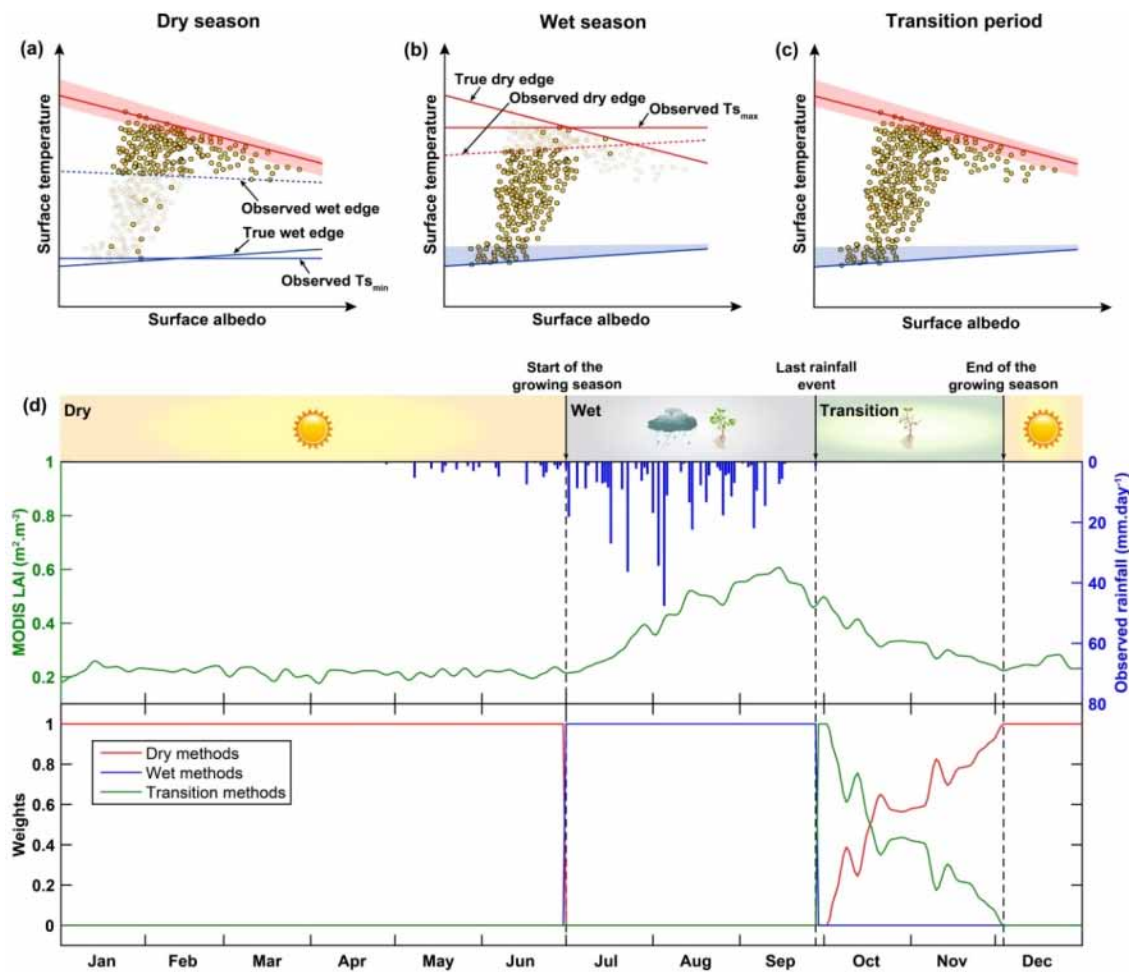 Dry season
Wet season
Transition period
(a)
Surface temperature
Observed wet edge
True wet edge
Observed Tsmin
Surface albedo
(b)
Surface temperature
True dry edge
Observed dry edge
Observed Tsmax
Surface albedo
(c)
Surface temperature
Surface albedo
Start of the
growing season
Last rainfall
event
End of the
growing season
(d)
Dry
Wet
Transition
MODIS LAI (m².m⁻²)
1
0.8
0.6
0.4
0.2
0
20
40
60
80
Observed rainfall (mm.day⁻¹)
Weights
1
0.8
0.6
0.4
0.2
0
Dry methods
Wet methods
Transition methods
Jan Feb Mar Apr May Jun Jul Aug Sep Oct Nov Dec